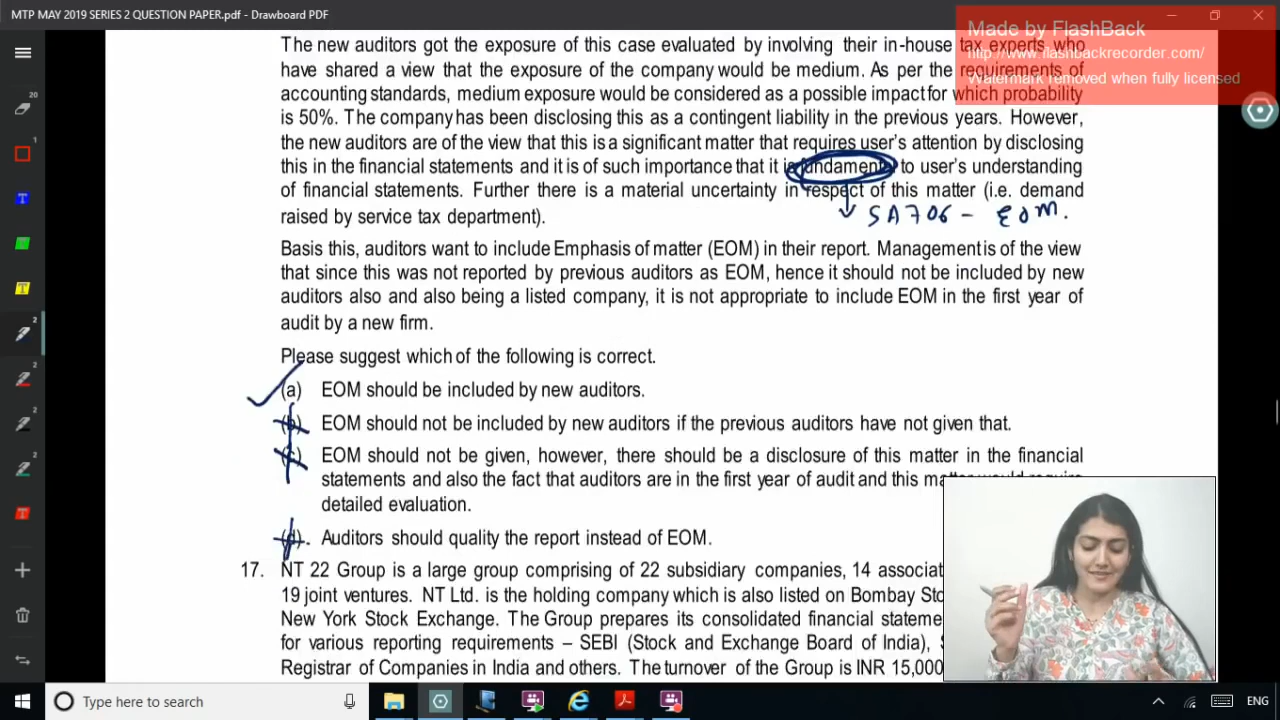 MTP MAY 2019 SERIES 2 QUESTION PAPER.pdf - Drawboard PDF
Made by FlashBack
http://www.flashbackrecorder.com/
Watermark removed when fully licensed
The new auditors got the exposure of this case evaluated by involving their in-house tax experts who
have shared a view that the exposure of the company would be medium. As per the requirements of
accounting standards, medium exposure would be considered as a possible impact for which probability
is 50%. The company has been disclosing this as a contingent liability in the previous years. However,
the new auditors are of the view that this is a significant matter that requires user's attention by disclosing
this in the financial statements and it is of such importance that it is fundamental to user's understanding
of financial statements. Further there is a material uncertainty in respect of this matter (i.e. demand
raised by service tax department).
SA 706 - EOM.
Basis this, auditors want to include Emphasis of matter (EOM) in their report. Management is of the view
that since this was not reported by previous auditors as EOM, hence it should not be included by new
auditors also and also being a listed company, it is not appropriate to include EOM in the first year of
audit by a new firm.
Please suggest which of the following is correct.
(a) EOM should be included by new auditors.
(b) EOM should not be included by new auditors if the previous auditors have not given that.
(c) EOM should not be given, however, there should be a disclosure of this matter in the financial
statements and also the fact that auditors are in the first year of audit and this matter would require
detailed evaluation.
(d). Auditors should quality the report instead of EOM.
17. NT 22 Group is a large group comprising of 22 subsidiary companies, 14 associat
19 joint ventures. NT Ltd. is the holding company which is also listed on Bombay Sto
New York Stock Exchange. The Group prepares its consolidated financial stateme
for various reporting requirements – SEBI (Stock and Exchange Board of India), S
Registrar of Companies in India and others. The turnover of the Group is INR 15,000
20
1
2
2
2
2
2
2
Type here to search
ENG